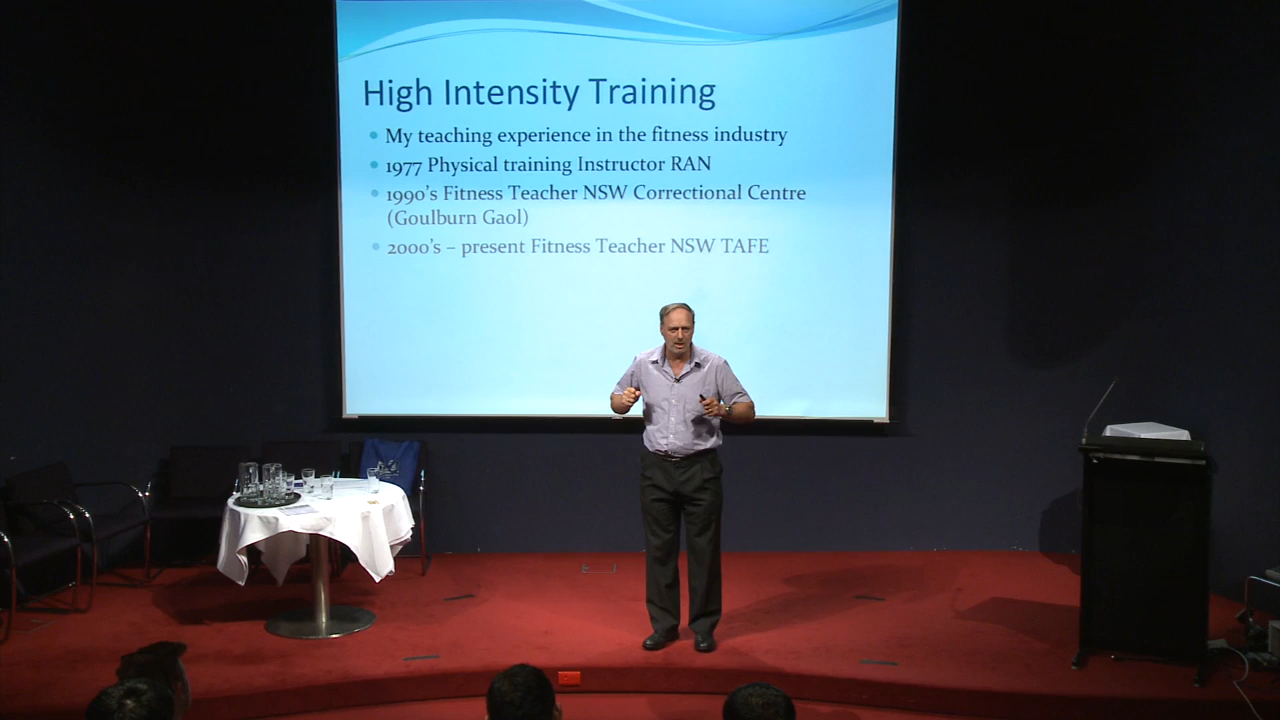 High Intensity Training
My teaching experience in the fitness industry
1977 Physical training Instructor RAN
1990's Fitness Teacher NSW Correctional Centre
(Goulburn Gaol)
2000's – present Fitness Teacher NSW TAFE